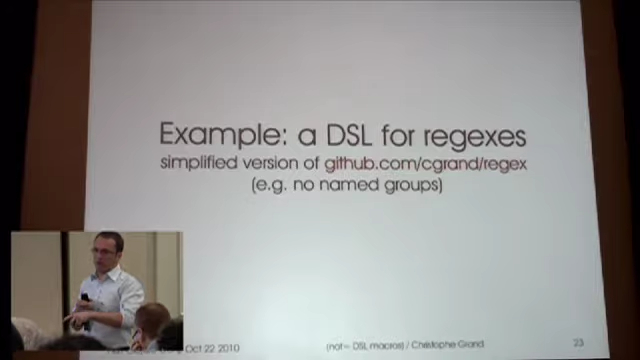 Example: a DSL for regexes
simplified version of github.com/cgrand/regex
(e.g. no named groups)
Oct 22 2010
(not= DSL macros) / Christophe Grand
23